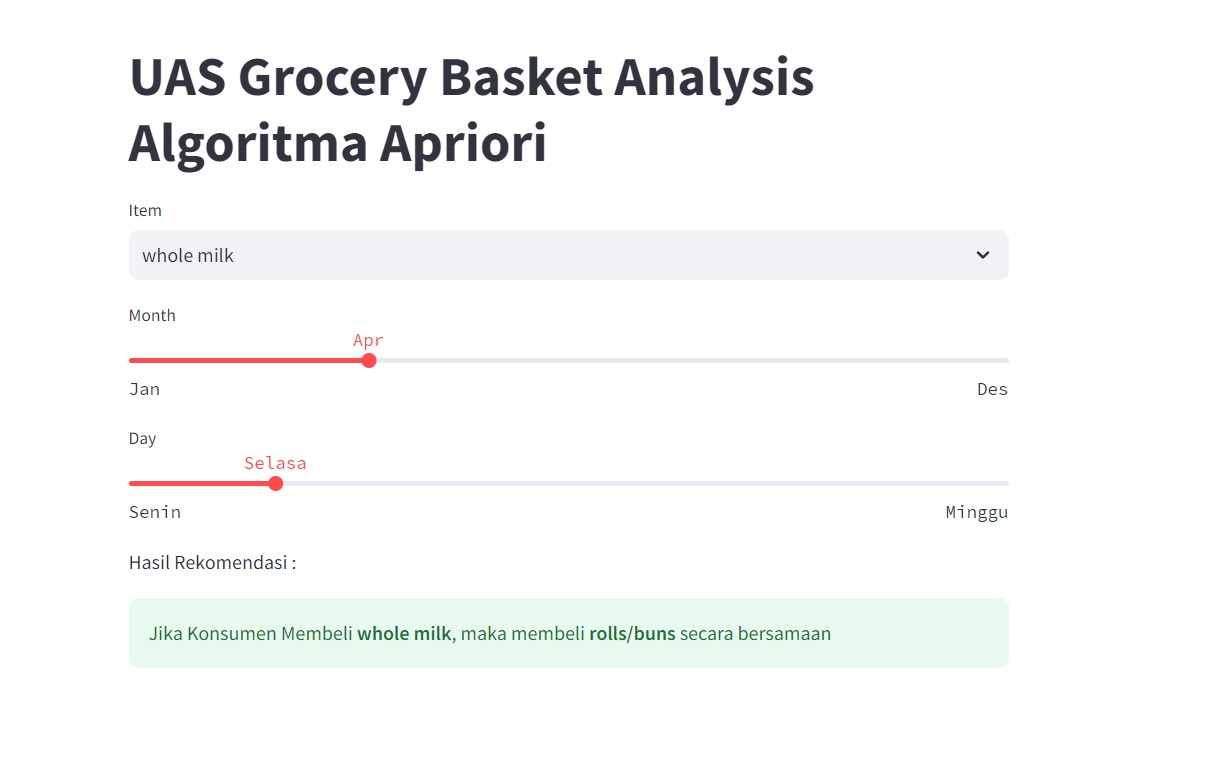 UAS Grocery Basket Analysis
Algoritma Apriori
Item
whole milk
Month
Apr
Jan
Des
Day
Selasa
Senin
Minggu
Hasil Rekomendasi :
Jika Konsumen Membeli whole milk, maka membeli rolls/buns secara bersamaan